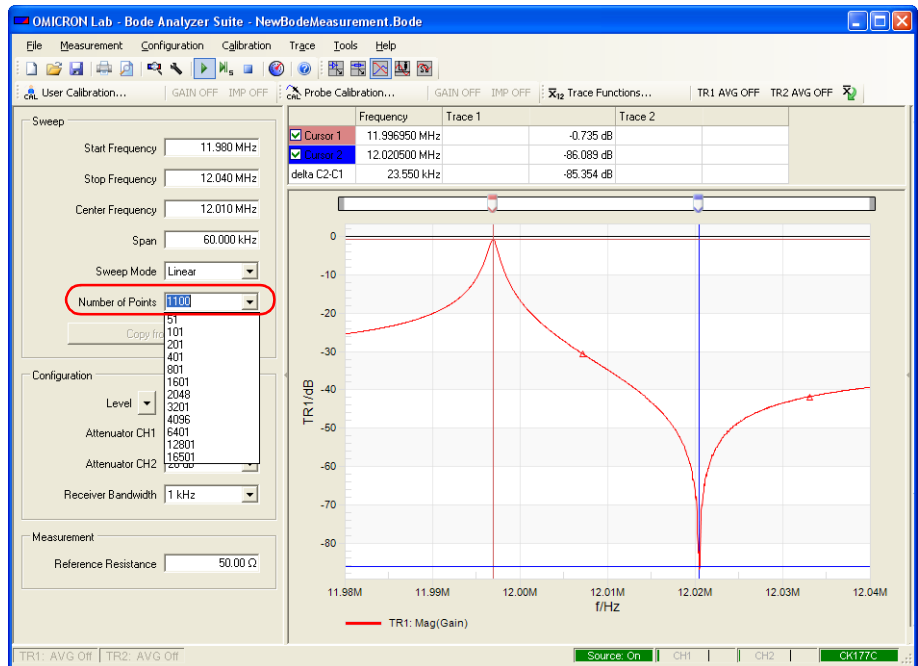 OMICRON Lab - Bode Analyzer Suite - NewBodeMeasurement.Bode
File Measurement Configuration Calibration Trace Tools Help
User Calibration... GAIN OFF IMP OFF Probe Calibration... GAIN OFF IMP OFF Trace Functions... TR1 AVG OFF TR2 AVG OFF
Sweep
Start Frequency 11.980 MHz
Stop Frequency 12.040 MHz
Center Frequency 12.010 MHz
Span 60.000 kHz
Sweep Mode Linear
Number of Points 1100
51
101
201
401
801
1601
2048
3201
4096
6401
12801
16501
Copy
Configuration
Level
Attenuator CH1
Attenuator CH2 20 dB
Receiver Bandwidth 1 kHz
Measurement
Reference Resistance 50.00 Ω
Frequency Trace 1 Trace 2
Cursor 1 11.996950 MHz -0.735 dB
Cursor 2 12.020500 MHz -86.089 dB
delta C2-C1 23.550 kHz -85.354 dB
TR1/dB
0
-10
-20
-30
-40
-50
-60
-70
-80
11.98M 11.99M 12.00M 12.01M 12.02M 12.03M 12.04M
f/Hz
TR1: Mag(Gain)
TR1: AVG Off TR2: AVG Off Source: On CH1 CH2 CK177C